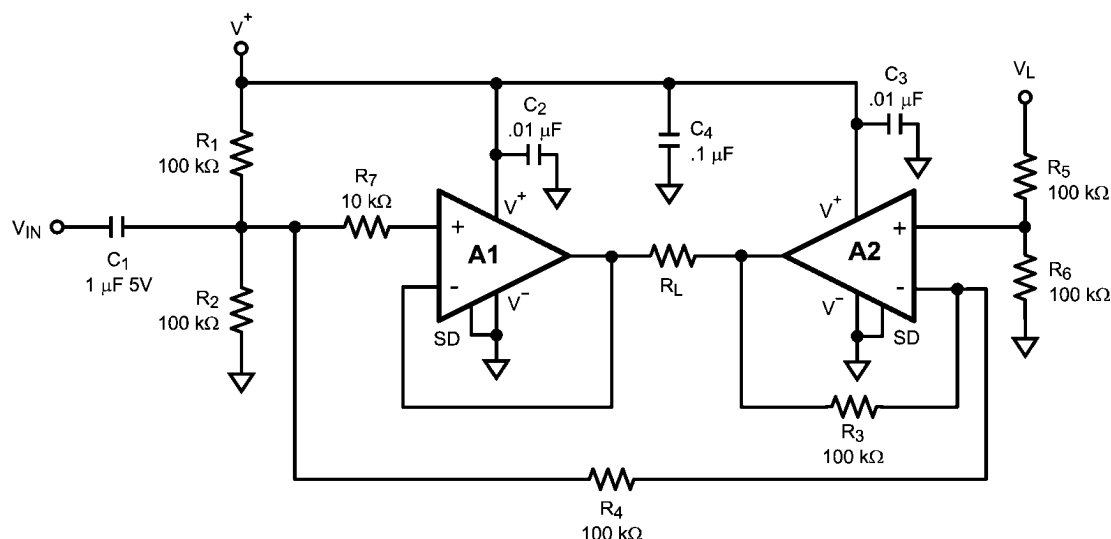 V+
C3
.01 μF
VL
C2
.01 μF
C4
.1 μF
R1
100 kΩ
R7
10 kΩ
R5
100 kΩ
V+
V+
VIN
+
A1
-
RL
A2
+
-
C1
1 μF 5V
R2
100 kΩ
V−
SD
V−
SD
R6
100 kΩ
R3
100 kΩ
R4
100 kΩ